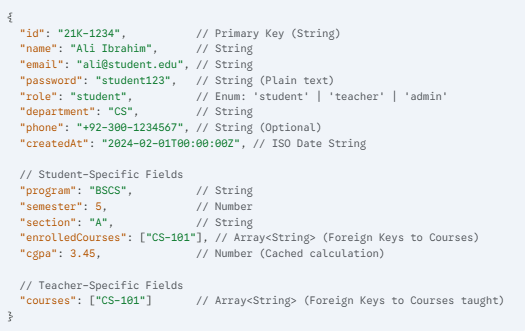 {
  "id": "21K-1234",           // Primary Key (String)
  "name": "Ali Ibrahim",      // String
  "email": "ali@student.edu", // String
  "password": "student123",   // String (Plain text)
  "role": "student",          // Enum: 'student' | 'teacher' | 'admin'
  "department": "CS",         // String
  "phone": "+92-300-1234567", // String (Optional)
  "createdAt": "2024-02-01T00:00:00Z", // ISO Date String

  // Student-Specific Fields
  "program": "BSCS",          // String
  "semester": 5,              // Number
  "section": "A",             // String
  "enrolledCourses": ["CS-101"], // Array<String> (Foreign Keys to Courses)
  "cgpa": 3.45,               // Number (Cached calculation)

  // Teacher-Specific Fields
  "courses": ["CS-101"]       // Array<String> (Foreign Keys to Courses taught)
}